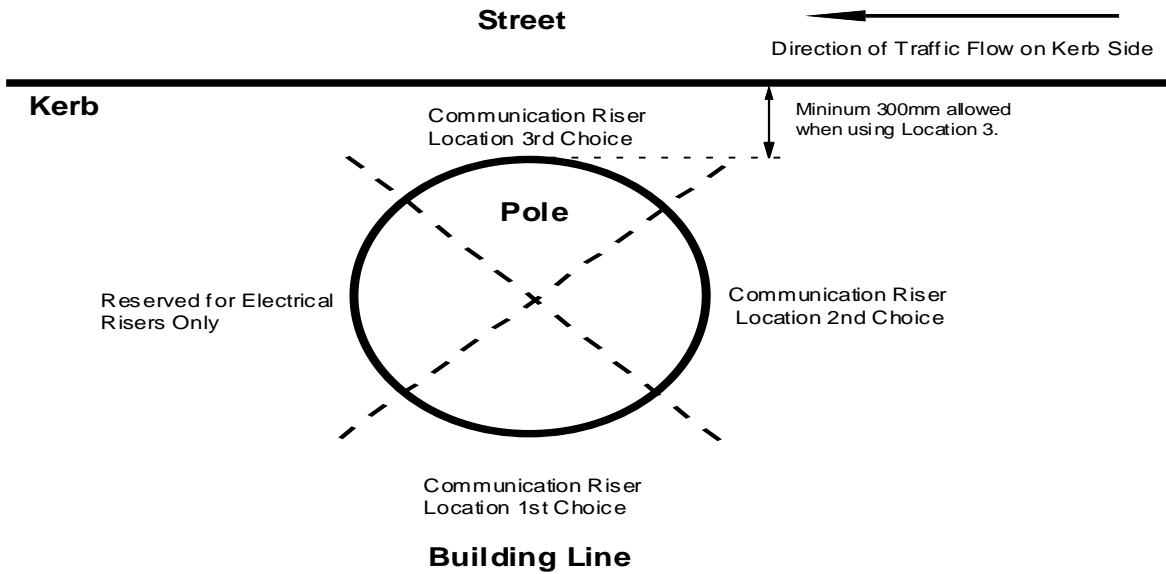 Street
Direction of Traffic Flow on Kerb Side
Kerb
Communication Riser
Location 3rd Choice
Mininum 300mm allowed
when using Location 3.
Pole
Reserved for Electrical
Risers Only
Communication Riser
Location 2nd Choice
Communication Riser
Location 1st Choice
Building Line